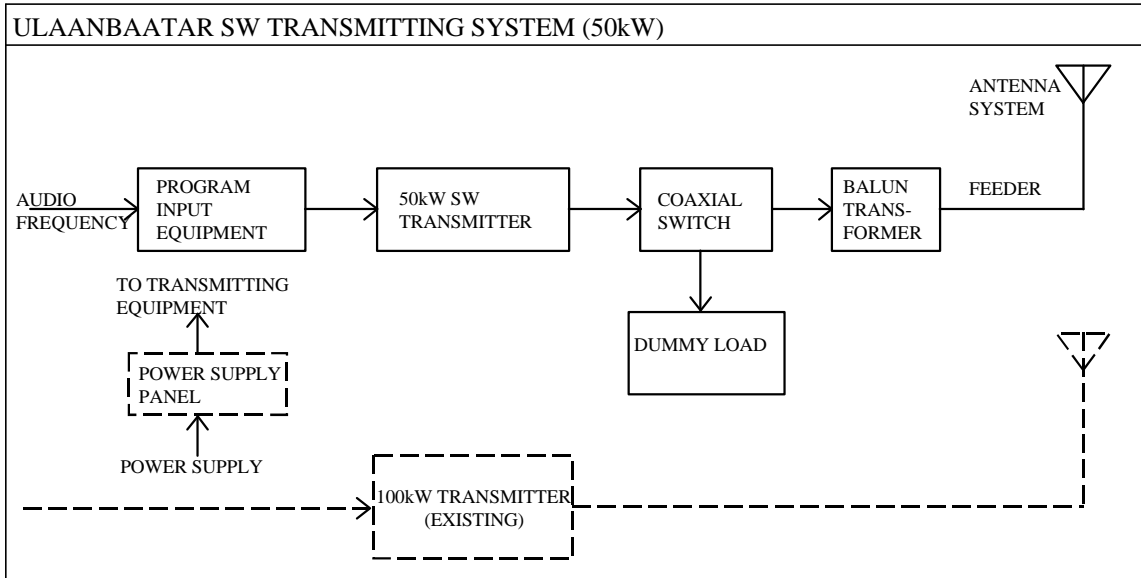 ULAANBAATAR SW TRANSMITTING SYSTEM (50kW)
ANTENNA
SYSTEM
AUDIO
FREQUENCY
PROGRAM
INPUT
EQUIPMENT
50kW SW
TRANSMITTER
COAXIAL
SWITCH
BALUN
TRANS-
FORMER
FEEDER
TO TRANSMITTING
EQUIPMENT
DUMMY LOAD
POWER SUPPLY
PANEL
POWER SUPPLY
100kW TRANSMITTER
(EXISTING)